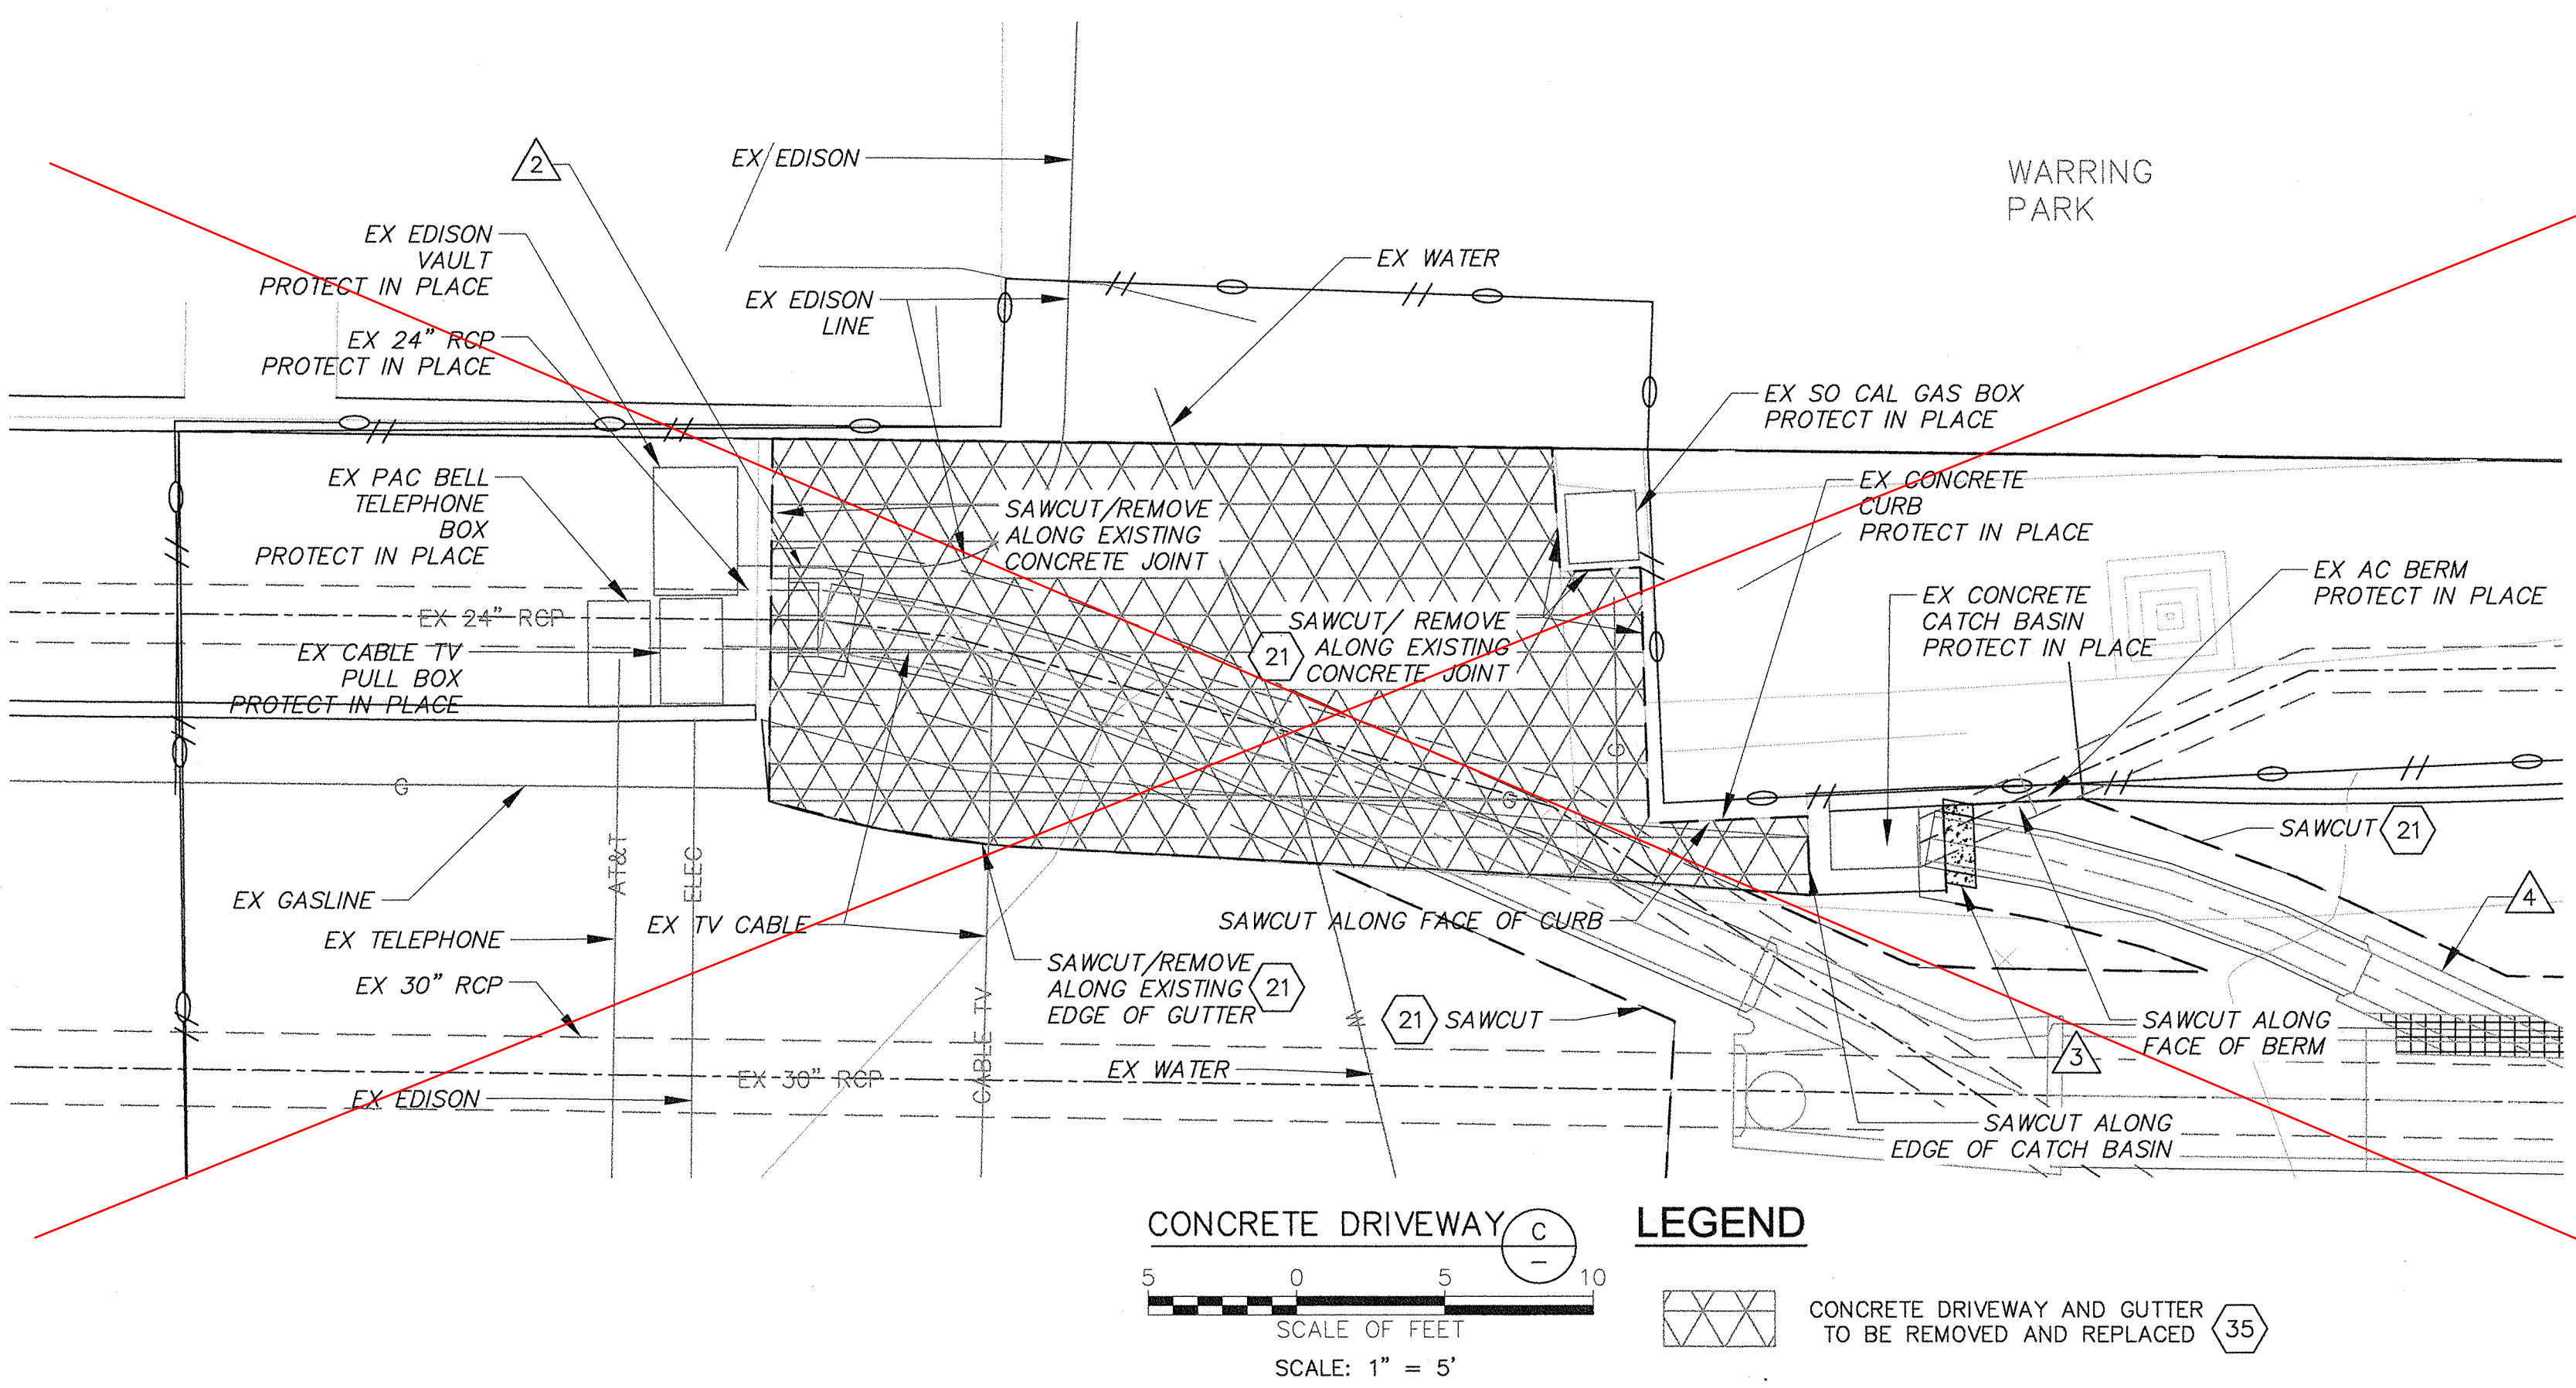 WARRING
PARK
2
EX EDISON
EX EDISON
VAULT
PROTECT IN PLACE
EX WATER
EX EDISON
LINE
EX 24" RCP
PROTECT IN PLACE
EX SO CAL GAS BOX
PROTECT IN PLACE
EX PAC BELL
TELEPHONE
BOX
PROTECT IN PLACE
SAWCUT/REMOVE
ALONG EXISTING
CONCRETE JOINT
EX CONCRETE
CURB
PROTECT IN PLACE
EX AC BERM
PROTECT IN PLACE
EX CONCRETE
CATCH BASIN
PROTECT IN PLACE
EX 24" RCP
SAWCUT/ REMOVE
ALONG EXISTING
CONCRETE JOINT
21
EX CABLE TV
PULL BOX
PROTECT IN PLACE
G
G
G
SAWCUT 21
AT&T
ELEC
EX GASLINE
4
EX TELEPHONE
EX TV CABLE
SAWCUT ALONG FACE OF CURB
EX 30" RCP
SAWCUT/REMOVE
ALONG EXISTING
EDGE OF GUTTER
21
CABLE TV
W
21 SAWCUT
SAWCUT ALONG
FACE OF BERM
3
EX 30" RCP
EX WATER
EX EDISON
SAWCUT ALONG
EDGE OF CATCH BASIN
CONCRETE DRIVEWAY
C
–
5 0 5 10
SCALE OF FEET
SCALE: 1" = 5'
LEGEND
CONCRETE DRIVEWAY AND GUTTER
TO BE REMOVED AND REPLACED
35